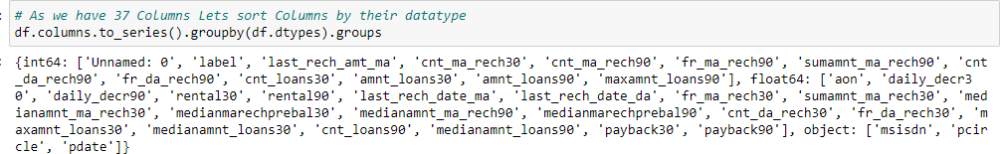 # As we have 37 Columns Lets sort Columns by their datatype
df.columns.to_series().groupby(df.dtypes).groups
{int64: ['Unnamed: 0', 'label', 'last_rech_amt_ma', 'cnt_ma_rech30', 'cnt_ma_rech90', 'fr_ma_rech90', 'sumamnt_ma_rech90', 'cnt
_da_rech90', 'fr_da_rech90', 'cnt_loans30', 'amnt_loans30', 'amnt_loans90', 'maxamnt_loans90'], float64: ['aon', 'daily_decr3
0', 'daily_decr90', 'rental30', 'rental90', 'last_rech_date_ma', 'last_rech_date_da', 'fr_ma_rech30', 'sumamnt_ma_rech30', 'med
ianamnt_ma_rech30', 'medianmarechprebal30', 'medianamnt_ma_rech90', 'medianmarechprebal90', 'cnt_da_rech30', 'fr_da_rech30', 'm
axamnt_loans30', 'medianamnt_loans30', 'cnt_loans90', 'medianamnt_loans90', 'payback30', 'payback90'], object: ['msisdn', 'pcir
cle', 'pdate']}